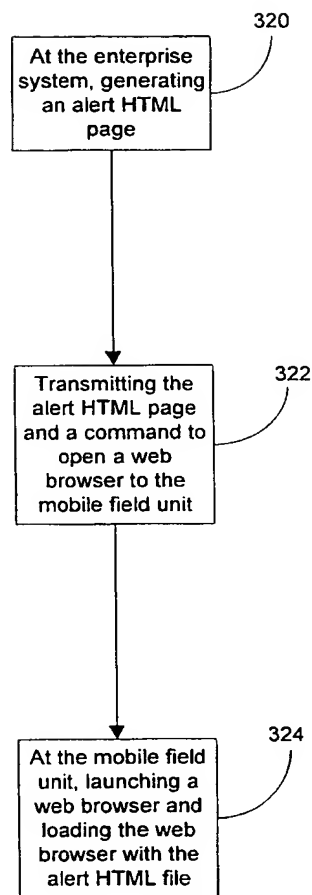 320
At the enterprise
system, generating
an alert HTML
page
322
Transmitting the
alert HTML page
and a command to
open a web
browser to the
mobile field unit
324
At the mobile field
unit, launching a
web browser and
loading the web
browser with the
alert HTML file